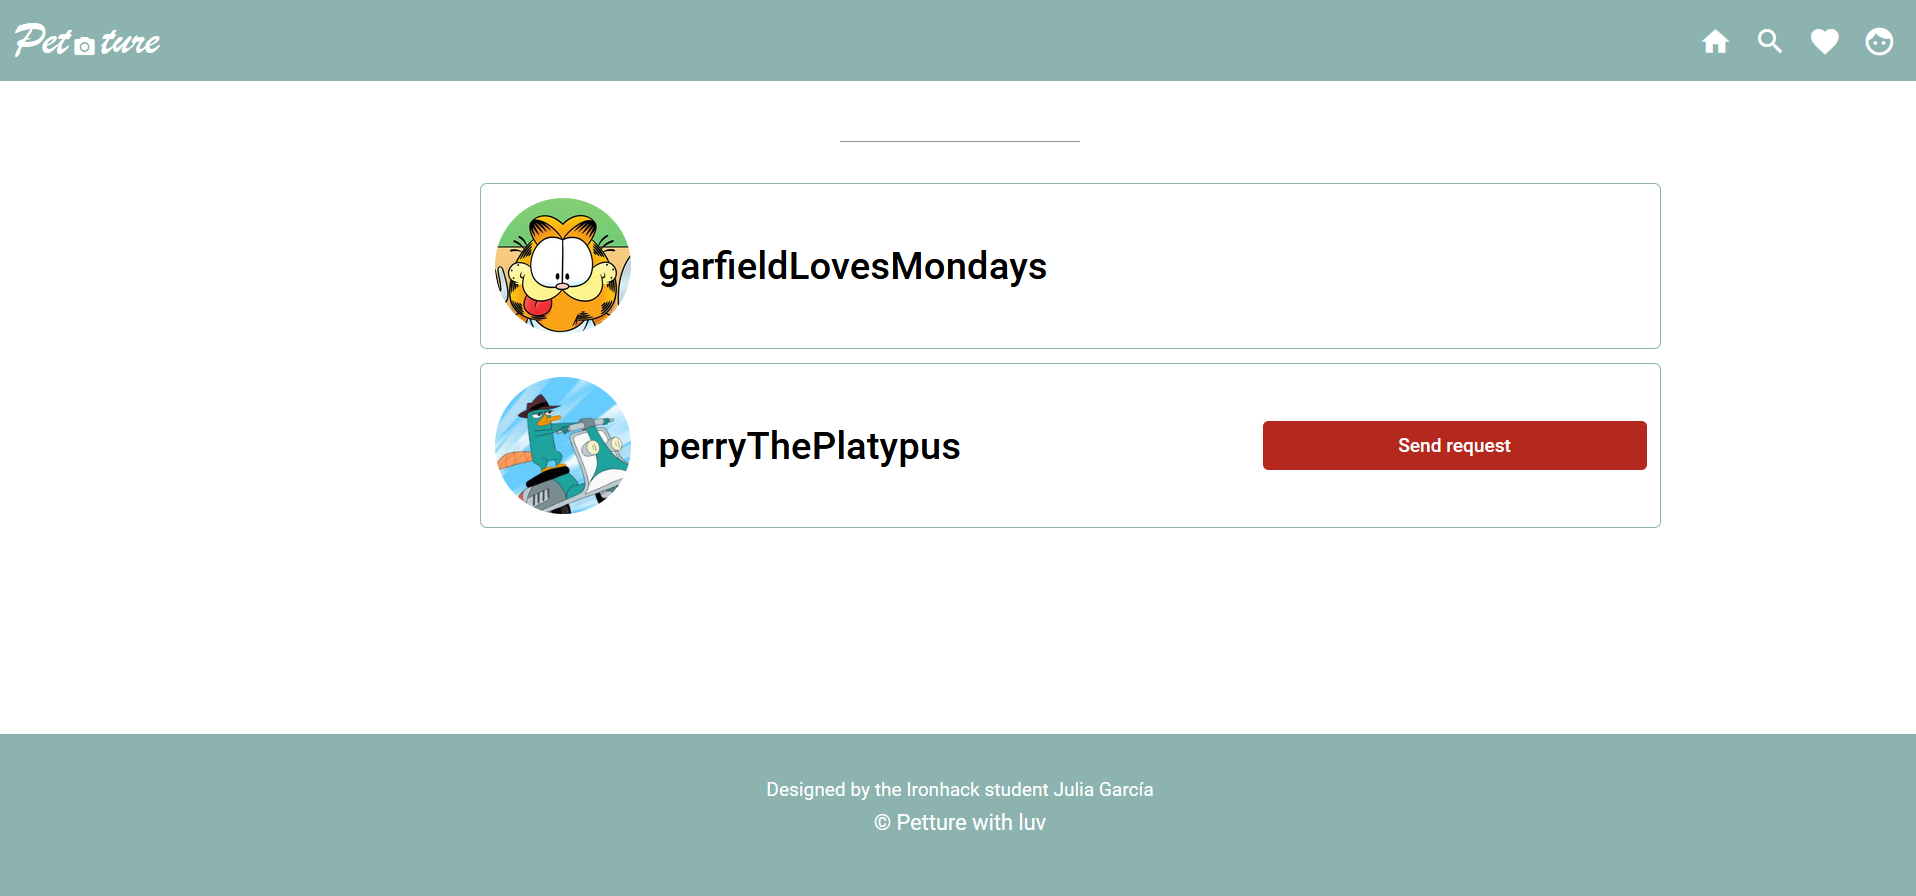 Pet ture
garfieldLovesMondays
perryThePlatypus
Send request
Designed by the Ironhack student Julia García
© Petture with luv